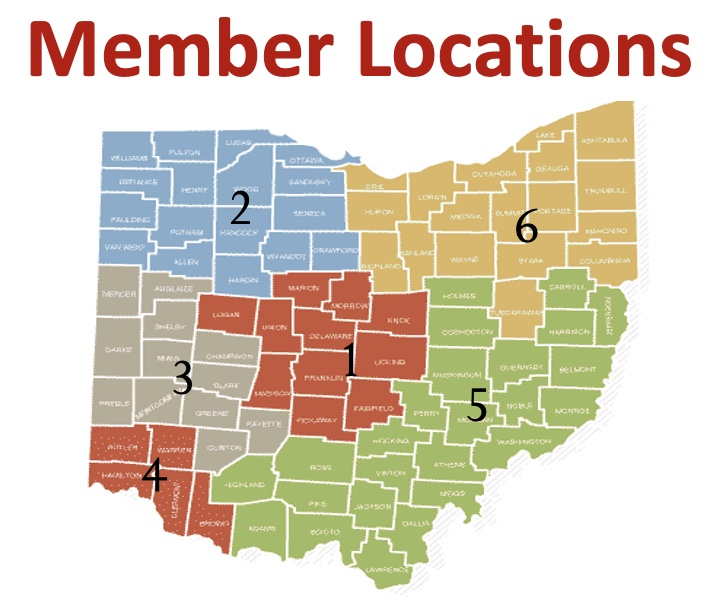 Member Locations
LAKE
ASHTABULA
WILLIAMS
FULTON
LUCAS
OTTAWA
CUYAHOGA
GEAUGA
DEFIANCE
HENRY
WOOD
SANDUSKY
ERIE
LORAIN
TRUMBULL
PAULDING
PUTNAM
2
HANCOCK
SENECA
HURON
MEDINA
6
PORTAGE
MAHONING
VAN WERT
ALLEN
WYANDOT
CRAWFORD
RICHLAND
ASHLAND
WAYNE
STARK
COLUMBIANA
HARDIN
MERCER
AUGLAIZE
MARION
MORROW
HOLMES
TUSCARAWAS
CARROLL
JEFFERSON
SHELBY
LOGAN
UNION
DELAWARE
KNOX
COSHOCTON
HARRISON
DARKE
MIAMI
CHAMPAIGN
1
LICKING
GUERNSEY
BELMONT
3
CLARK
FRANKLIN
MUSKINGUM
PREBLE
MONTGOMERY
GREENE
MADISON
FAIRFIELD
PERRY
5
NOBLE
MONROE
FAYETTE
PICKAWAY
BUTLER
WARREN
CLINTON
HOCKING
WASHINGTON
HAMILTON
4
CLERMONT
HIGHLAND
ROSS
VINTON
ATHENS
BROWN
ADAMS
PIKE
JACKSON
MEIGS
SCIOTO
GALLIA
LAWRENCE